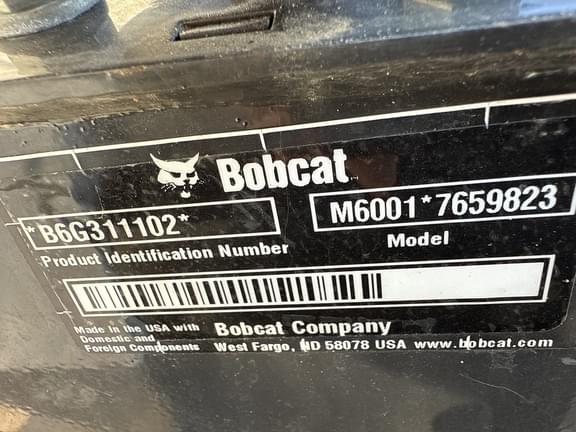 Bobcat
*B6G311102*
M6001*7659823
Product Identification Number
Model
Made in the USA with
Domestic and
Foreign Components
Bobcat Company
West Fargo, ND 58078 USA www.bobcat.com